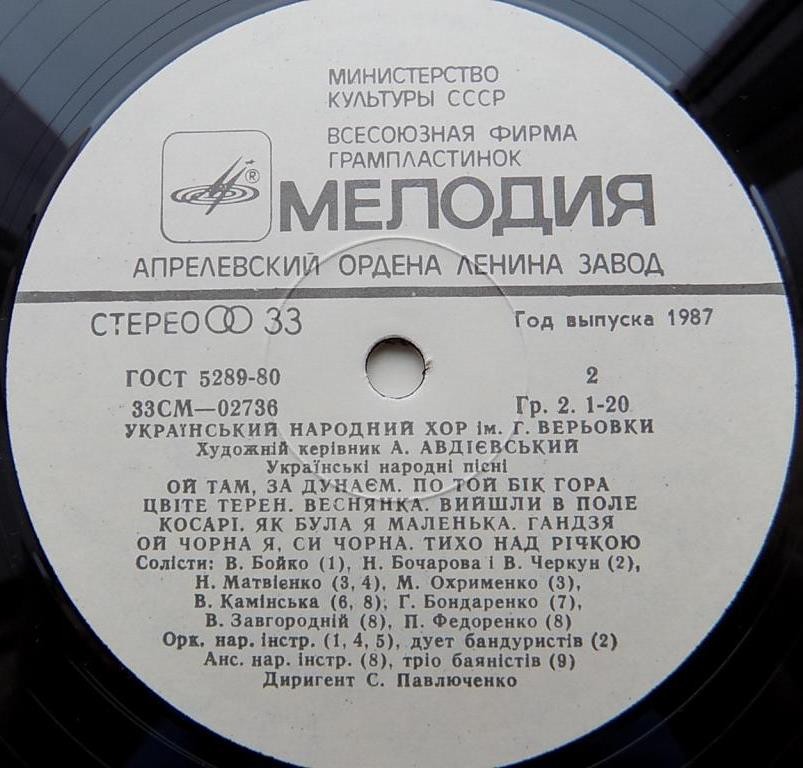 МИНИСТЕРСТВО
КУЛЬТУРЫ СССР
ВСЕСОЮЗНАЯ ФИРМА
ГРАМПЛАСТИНОК
®
МЕЛОДИЯ
АПРЕЛЕВСКИЙ ОРДЕНА ЛЕНИНА ЗАВОД
СТЕРЕО 33 Год выпуска 1987
ГОСТ 5289-80 2
33СМ—02736 Гр. 2. 1-20
УКРАЇНСЬКИЙ НАРОДНИЙ ХОР ім. Г. ВЕРЬОВКИ
Художній керівник А. АВДІЄВСЬКИЙ
Українські народні пісні
ОЙ ТАМ, ЗА ДУНАЄМ. ПО ТОЙ БІК ГОРА
ЦВІТЕ ТЕРЕН. ВЕСНЯНКА. ВИЙШЛИ В ПОЛЕ
КОСАРІ. ЯК БУЛА Я МАЛЕНЬКА. ГАНДЗЯ
ОЙ ЧОРНА Я, СИ ЧОРНА. ТИХО НАД РІЧКОЮ
Солісти: В. Бойко (1), Н. Бочарова і В. Черкун (2),
Н. Матвієнко (3, 4), М. Охрименко (3),
В. Камінська (6, 8), Г. Бондаренко (7),
В. Завгородній (8), П. Федоренко (8)
Орк. нар. інстр. (1, 4, 5), дует бандуристів (2)
Анс. нар. інстр. (8), тріо баяністів (9)
Диригент С. Павлюченко